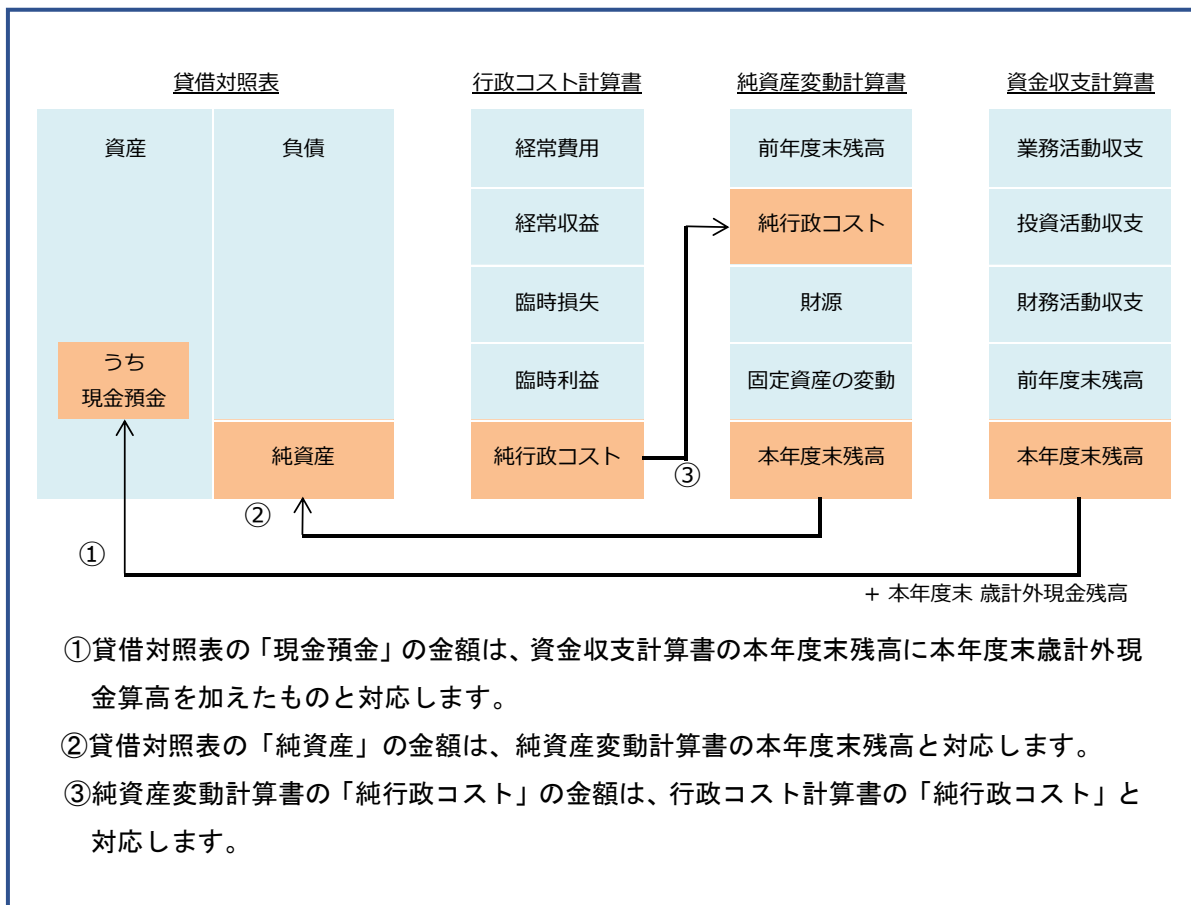 貸借対照表
行政コスト計算書
純資産変動計算書
資金収支計算書
資産
負債
経常費用
前年度末残高
業務活動収支
経常収益
純行政コスト
投資活動収支
臨時損失
財源
財務活動収支
うち
現金預金
臨時利益
固定資産の変動
前年度末残高
純資産
純行政コスト
本年度末残高
本年度末残高
③
②
①
+ 本年度末 歳計外現金残高
①貸借対照表の「現金預金」の金額は、資金収支計算書の本年度末残高に本年度末歳計外現
金算高を加えたものと対応します。
②貸借対照表の「純資産」の金額は、純資産変動計算書の本年度末残高と対応します。
③純資産変動計算書の「純行政コスト」の金額は、行政コスト計算書の「純行政コスト」と
対応します。